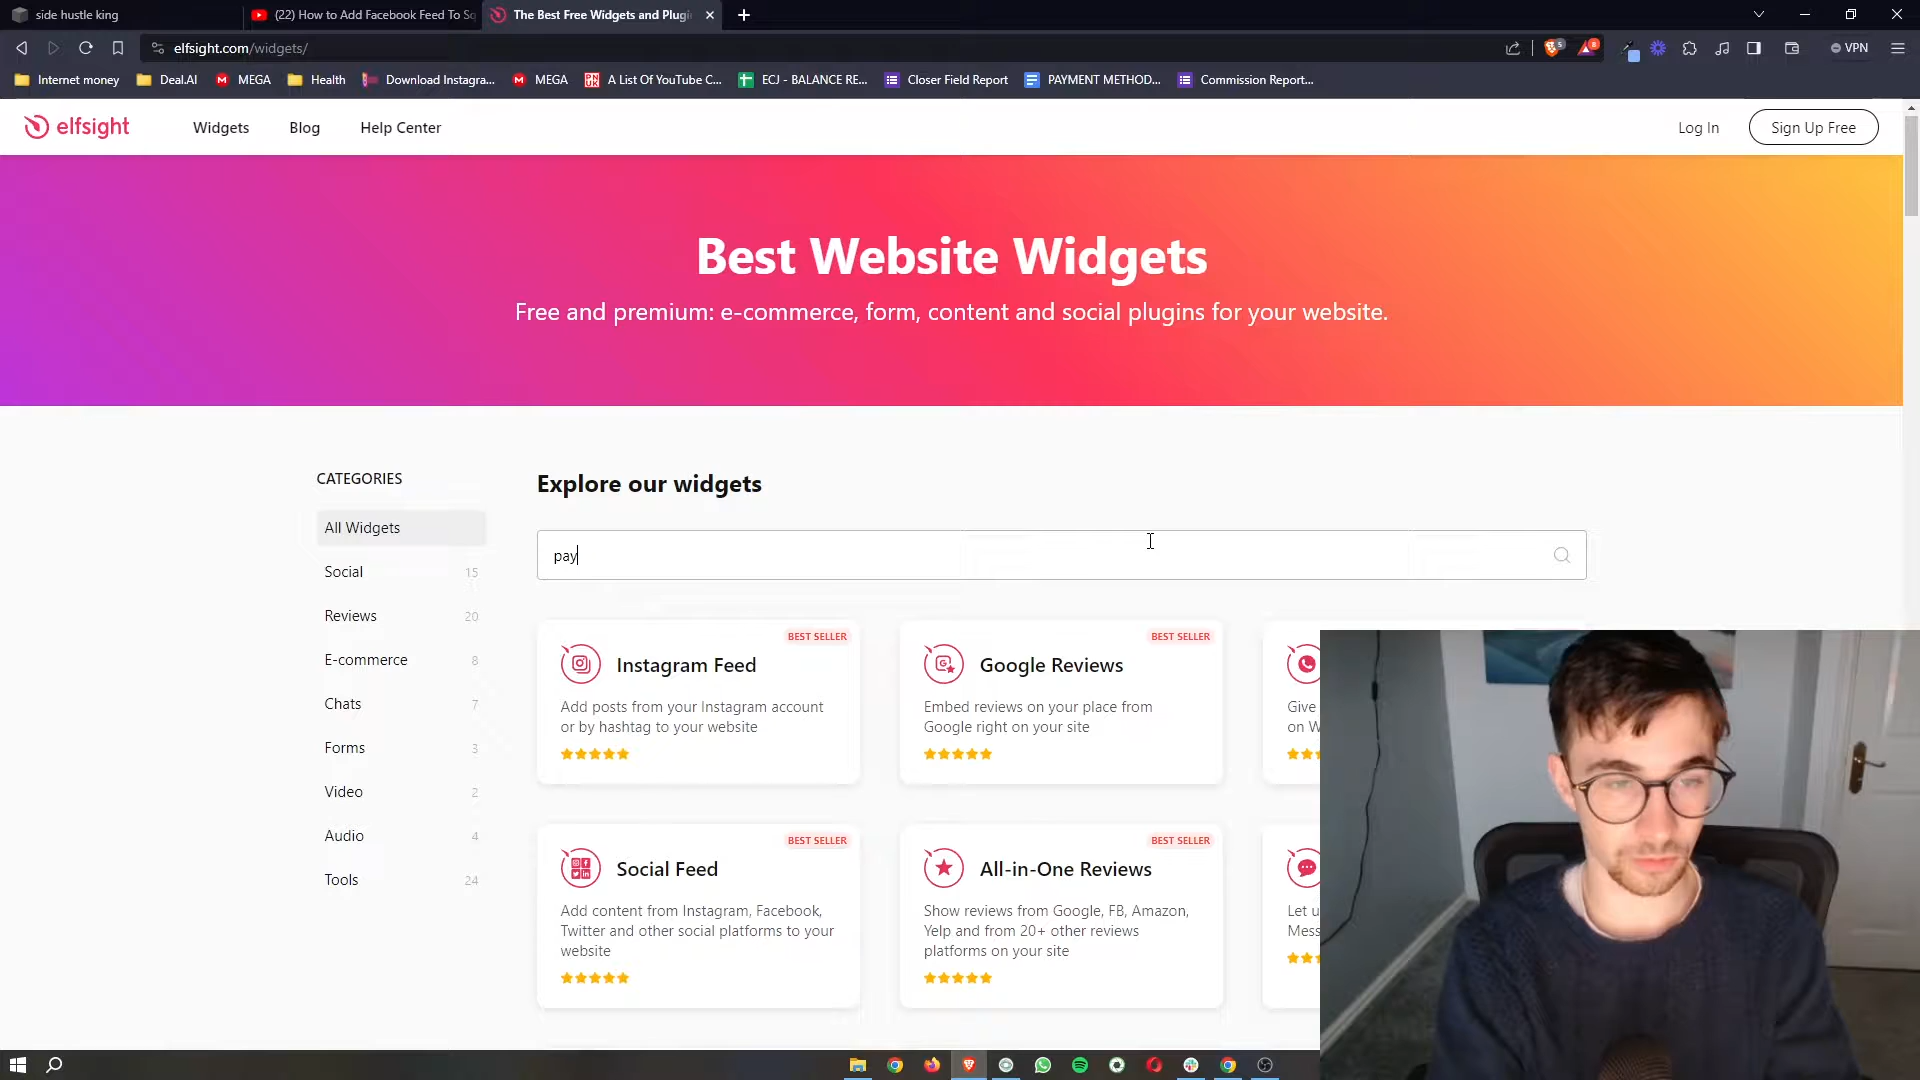 side hustle king
(22) How to Add Facebook Feed To Sq
The Best Free Widgets and Plugi
elfsight.com/widgets/
VPN
Internet money
Deal.AI
MEGA
Health
Download Instagra...
MEGA
A List Of YouTube C...
ECJ - BALANCE RE...
Closer Field Report
PAYMENT METHOD...
Commission Report...
elfsight
Widgets
Blog
Help Center
Log In
Sign Up Free
Best Website Widgets
Free and premium: e-commerce, form, content and social plugins for your website.
CATEGORIES
All Widgets
Social 15
Reviews 20
E-commerce 8
Chats 7
Forms 3
Video 2
Audio 4
Tools 24
Explore our widgets
pay
BEST SELLER
Instagram Feed
Add posts from your Instagram account
or by hashtag to your website
BEST SELLER
Google Reviews
Embed reviews on your place from
Google right on your site
Give
on W
BEST SELLER
Social Feed
Add content from Instagram, Facebook,
Twitter and other social platforms to your
website
BEST SELLER
All-in-One Reviews
Show reviews from Google, FB, Amazon,
Yelp and from 20+ other reviews
platforms on your site
Let u
Mess